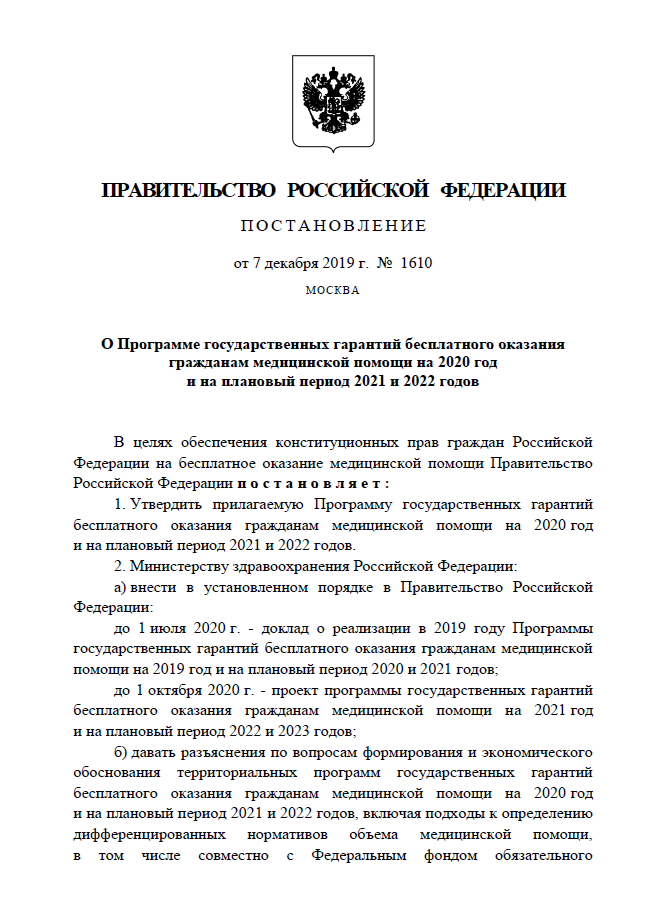 ПРАВИТЕЛЬСТВО РОССИЙСКОЙ ФЕДЕРАЦИИ
ПОСТАНОВЛЕНИЕ
от 7 декабря 2019 г. № 1610
МОСКВА
О Программе государственных гарантий бесплатного оказания
гражданам медицинской помощи на 2020 год
и на плановый период 2021 и 2022 годов
В целях обеспечения конституционных прав граждан Российской
Федерации на бесплатное оказание медицинской помощи Правительство
Российской Федерации постановляет:
1. Утвердить прилагаемую Программу государственных гарантий
бесплатного оказания гражданам медицинской помощи на 2020 год
и на плановый период 2021 и 2022 годов.
2. Министерству здравоохранения Российской Федерации:
а) внести в установленном порядке в Правительство Российской
Федерации:
до 1 июля 2020 г. - доклад о реализации в 2019 году Программы
государственных гарантий бесплатного оказания гражданам медицинской
помощи на 2019 год и на плановый период 2020 и 2021 годов;
до 1 октября 2020 г. - проект программы государственных гарантий
бесплатного оказания гражданам медицинской помощи на 2021 год
и на плановый период 2022 и 2023 годов;
б) давать разъяснения по вопросам формирования и экономического
обоснования территориальных программ государственных гарантий
бесплатного оказания гражданам медицинской помощи на 2020 год
и на плановый период 2021 и 2022 годов, включая подходы к определению
дифференцированных нормативов объема медицинской помощи,
в том числе совместно с Федеральным фондом обязательного